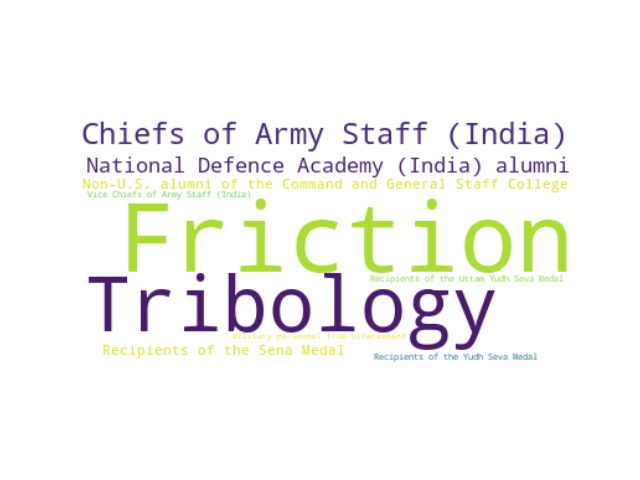 Chiefs of Army Staff (India)
National Defence Academy (India) alumni
Non-U.S. alumni of the Command and General Staff College
Vice Chiefs of Army Staff (India)
Friction
Recipients of the Uttam Yudh Seva Medal
Tribology
Military personnel from Uttarakhand
Recipients of the Sena Medal
Recipients of the Yudh Seva Medal